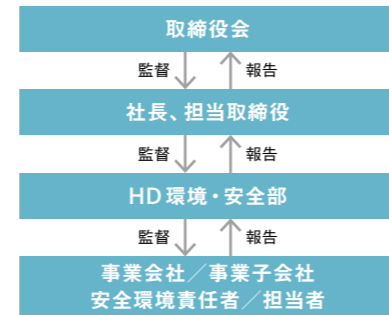 取締役会
監督 報告
社長、担当取締役
監督 報告
HD環境・安全部
監督 報告
事業会社／事業子会社
安全環境責任者／担当者